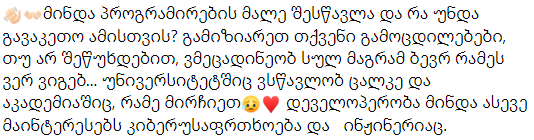 👋🏻🤲🏻მინდა პროგრამირების მალე შესწავლა და რა უნდა
გავაკეთო ამისთვის? გამიზიარეთ თქვენი გამოცდილებები,
თუ არ შეწუხდებით, ვმეცადინეობ სულ მაგრამ ბევრ რამეს
ვერ ვიგებ... უნივერსიტეტშიც ვსწავლობ ცალკე და
აკადემიაშიც, რამე მირჩიეთ😥♥️ დეველოპერობა მინდა ასევე
მაინტერესებს კიბერუსაფრთხოება და ინჟინერიაც.